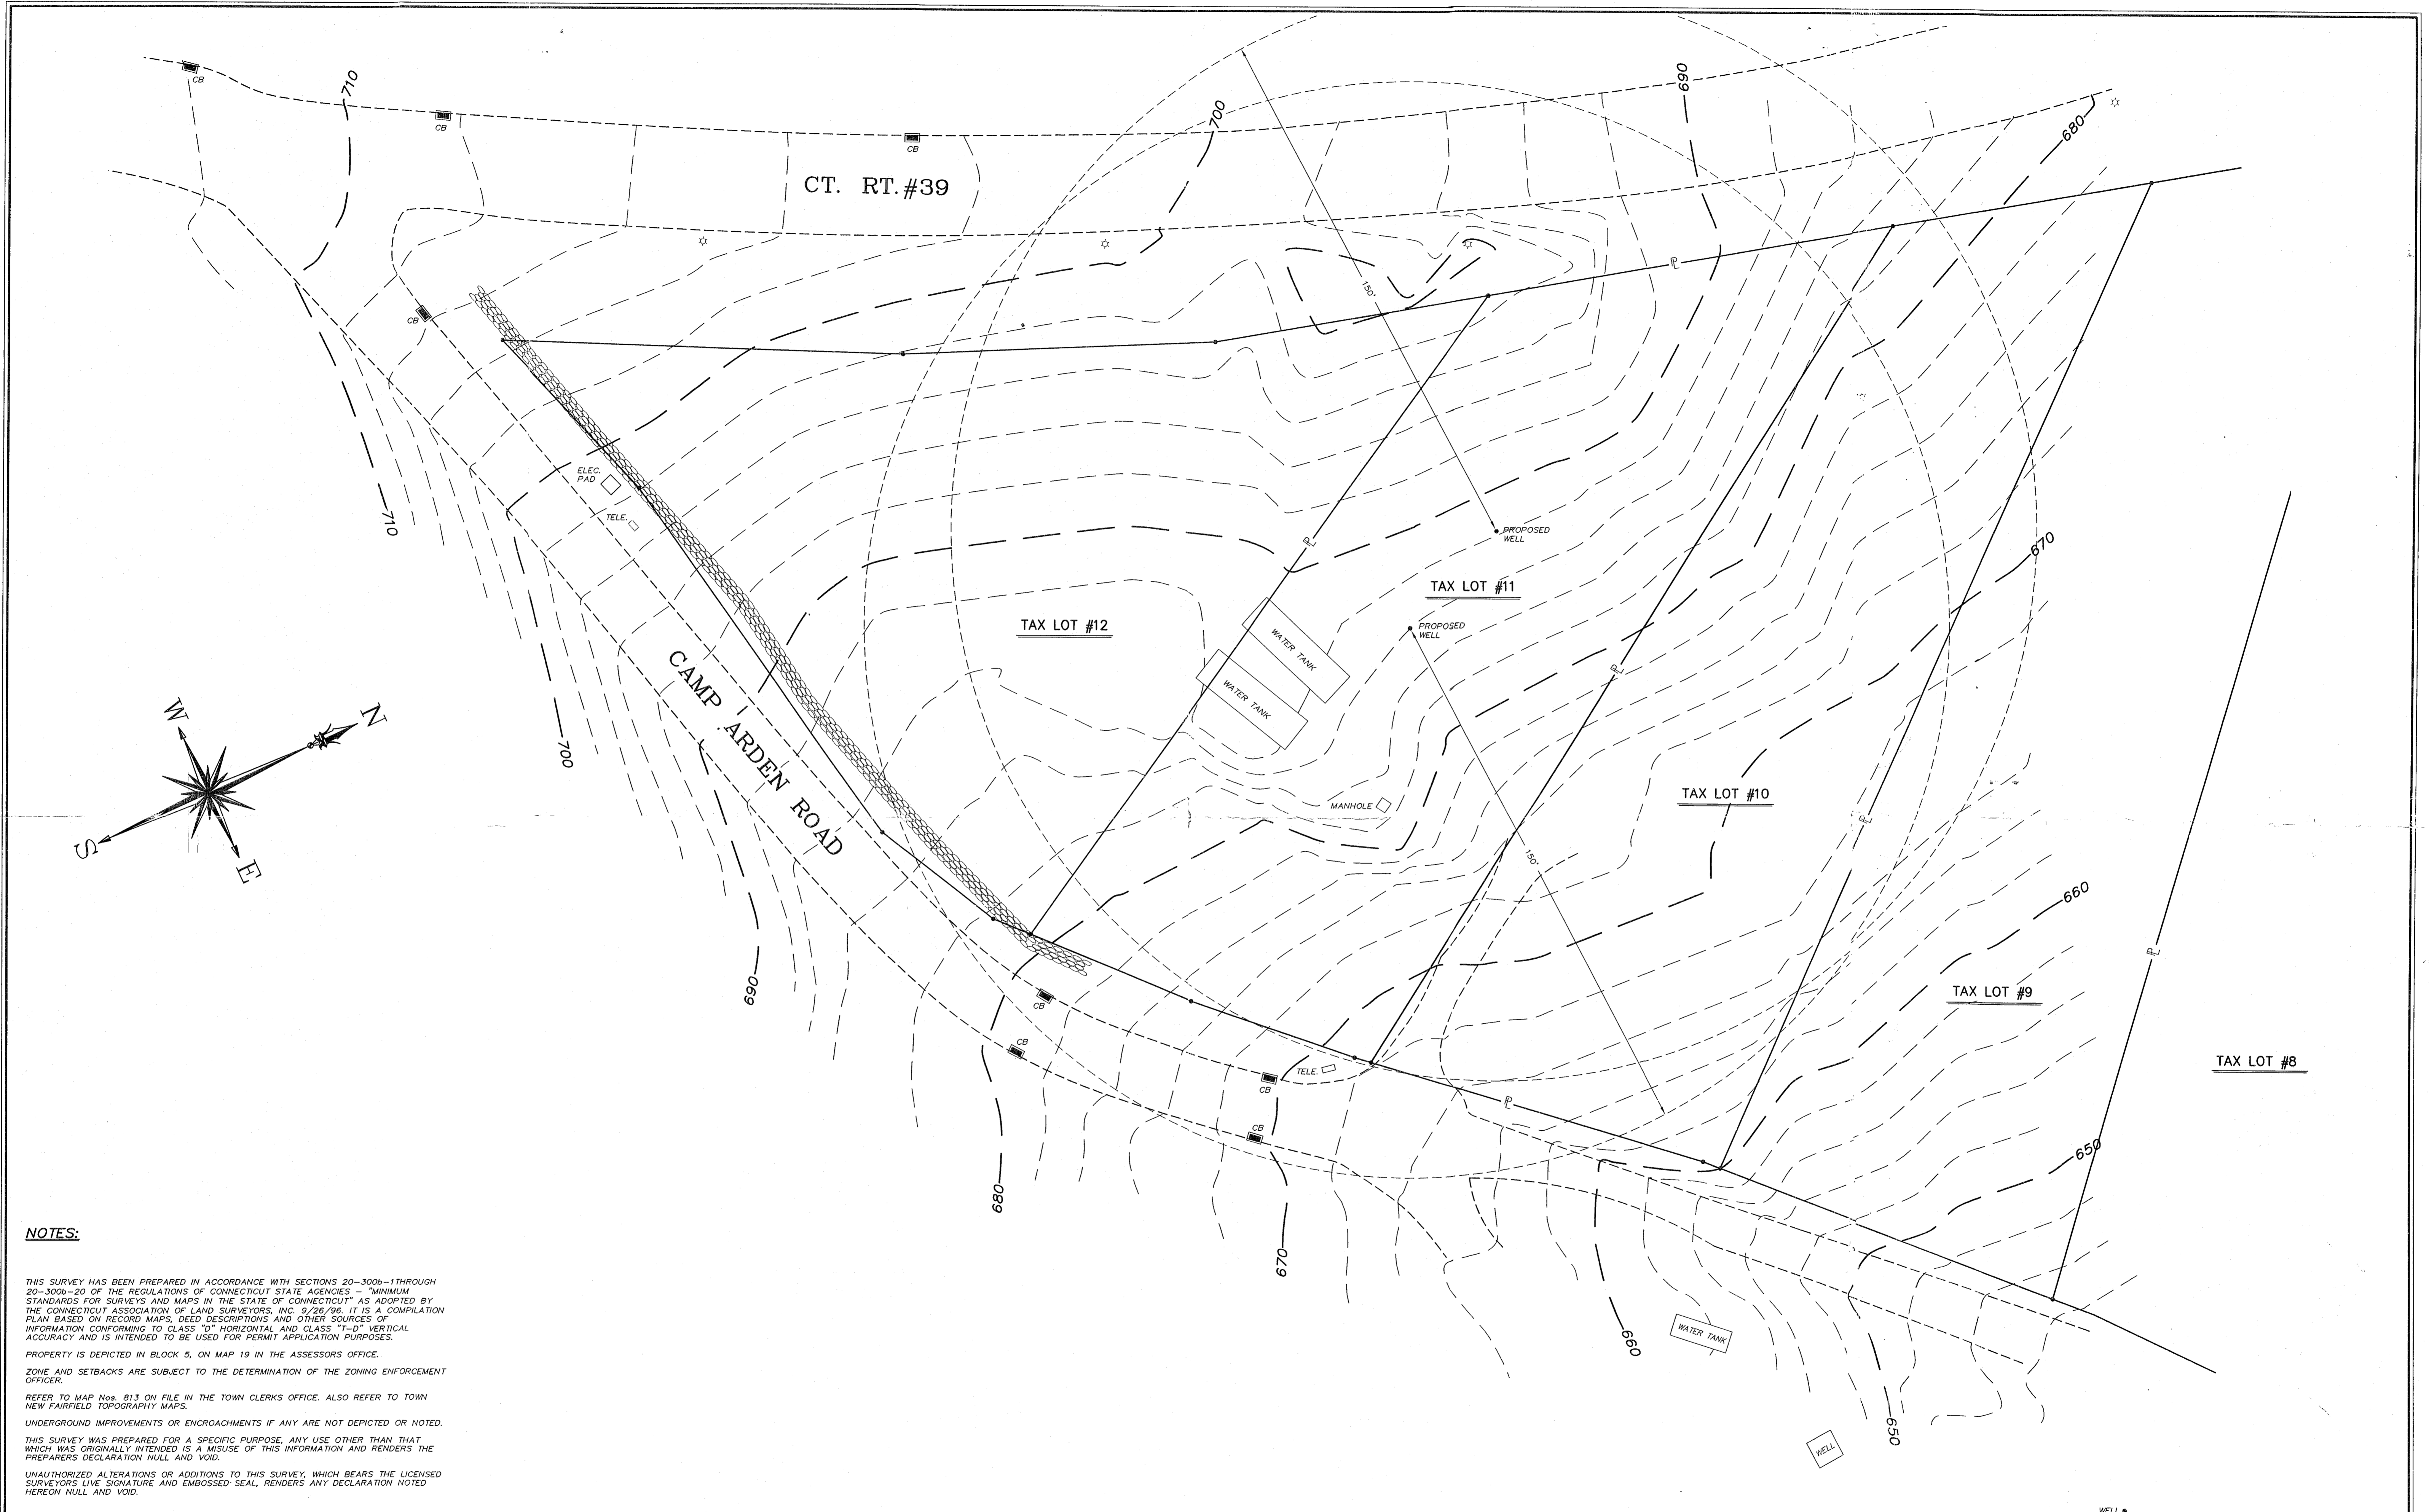 CB
710
CB
CB
700
690
680
CT. RT.#39
CB
150'
PL
710
ELEC.
PAD
TELE.
PROPOSED
WELL
PL
670
TAX LOT #11
TAX LOT #12
PROPOSED
WELL
WATER TANK
WATER TANK
PL
CAMP ARDEN ROAD
700
W
N
S
E
MANHOLE
TAX LOT #10
PL
150'
660
690
PL
TAX LOT #9
CB
CB
TAX LOT #8
TELE.
CB
PL
CB
650
680
670
660
WATER TANK
650
WELL
WELL
NOTES:
THIS SURVEY HAS BEEN PREPARED IN ACCORDANCE WITH SECTIONS 20-300b-1THROUGH
20-300b-20 OF THE REGULATIONS OF CONNECTICUT STATE AGENCIES - "MINIMUM
STANDARDS FOR SURVEYS AND MAPS IN THE STATE OF CONNECTICUT" AS ADOPTED BY
THE CONNECTICUT ASSOCIATION OF LAND SURVEYORS, INC. 9/26/96. IT IS A COMPILATION
PLAN BASED ON RECORD MAPS, DEED DESCRIPTIONS AND OTHER SOURCES OF
INFORMATION CONFORMING TO CLASS "D" HORIZONTAL AND CLASS "T-D" VERTICAL
ACCURACY AND IS INTENDED TO BE USED FOR PERMIT APPLICATION PURPOSES.
PROPERTY IS DEPICTED IN BLOCK 5, ON MAP 19 IN THE ASSESSORS OFFICE.
ZONE AND SETBACKS ARE SUBJECT TO THE DETERMINATION OF THE ZONING ENFORCEMENT
OFFICER.
REFER TO MAP Nos. 813 ON FILE IN THE TOWN CLERKS OFFICE. ALSO REFER TO TOWN
NEW FAIRFIELD TOPOGRAPHY MAPS.
UNDERGROUND IMPROVEMENTS OR ENCROACHMENTS IF ANY ARE NOT DEPICTED OR NOTED.
THIS SURVEY WAS PREPARED FOR A SPECIFIC PURPOSE, ANY USE OTHER THAN THAT
WHICH WAS ORIGINALLY INTENDED IS A MISUSE OF THIS INFORMATION AND RENDERS THE
PREPARERS DECLARATION NULL AND VOID.
UNAUTHORIZED ALTERATIONS OR ADDITIONS TO THIS SURVEY, WHICH BEARS THE LICENSED
SURVEYORS LIVE SIGNATURE AND EMBOSSED SEAL, RENDERS ANY DECLARATION NOTED
HEREON NULL AND VOID.